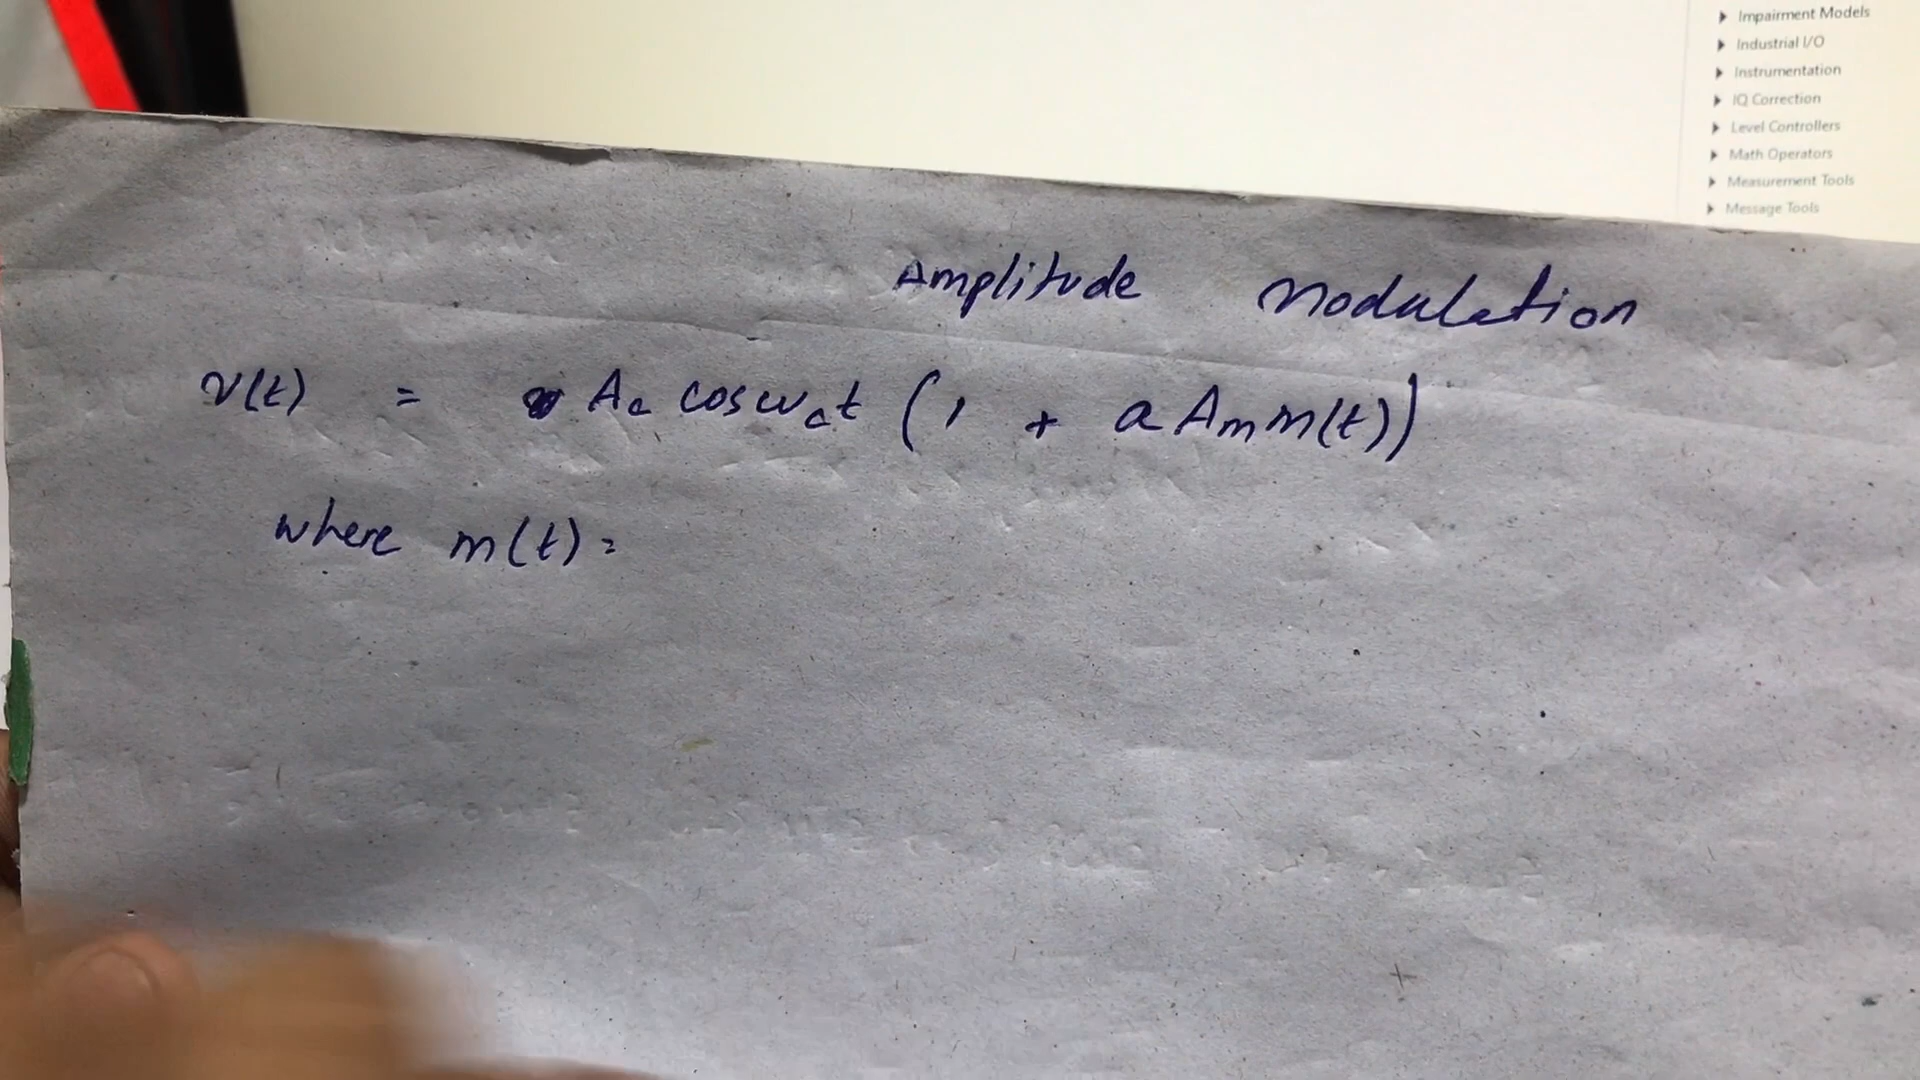 Impairment Models
Industrial I/O
Instrumentation
IQ Correction
Level Controllers
Math Operators
Measurement Tools
Message Tools
Amplitude Modulation
v(t) = Ac cosωct (1 + a Am m(t))
where m(t) =